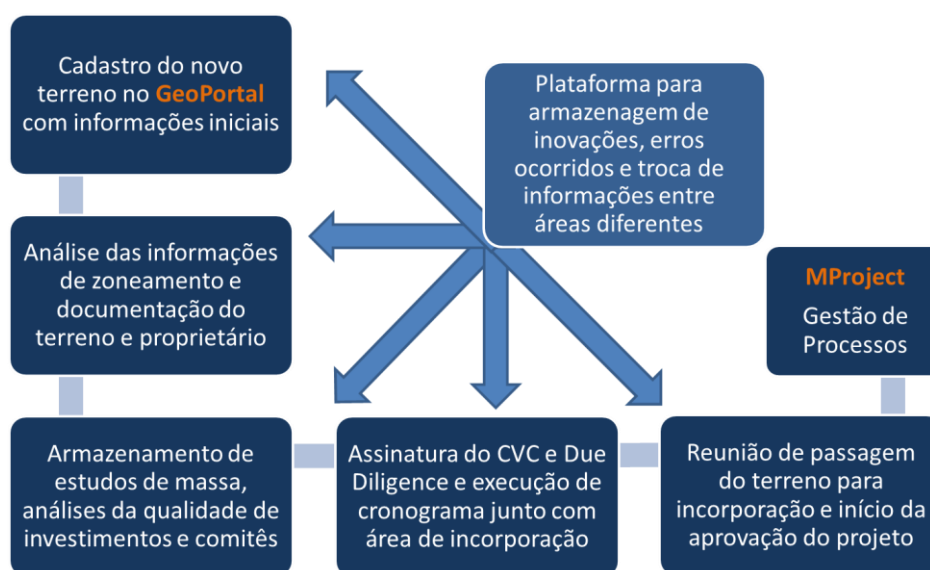 Cadastro do novo
terreno no GeoPortal
com informações iniciais
Plataforma para
armazenagem de
inovações, erros
ocorridos e troca de
informações entre
áreas diferentes
Análise das informações
de zoneamento e
documentação do
terreno e proprietário
MProject
Gestão de
Processos
Armazenamento de
estudos de massa,
análises da qualidade de
investimentos e comitês
Assinatura do CVC e Due
Diligence e execução de
cronograma junto com
área de incorporação
Reunião de passagem
do terreno para
incorporação e início da
aprovação do projeto